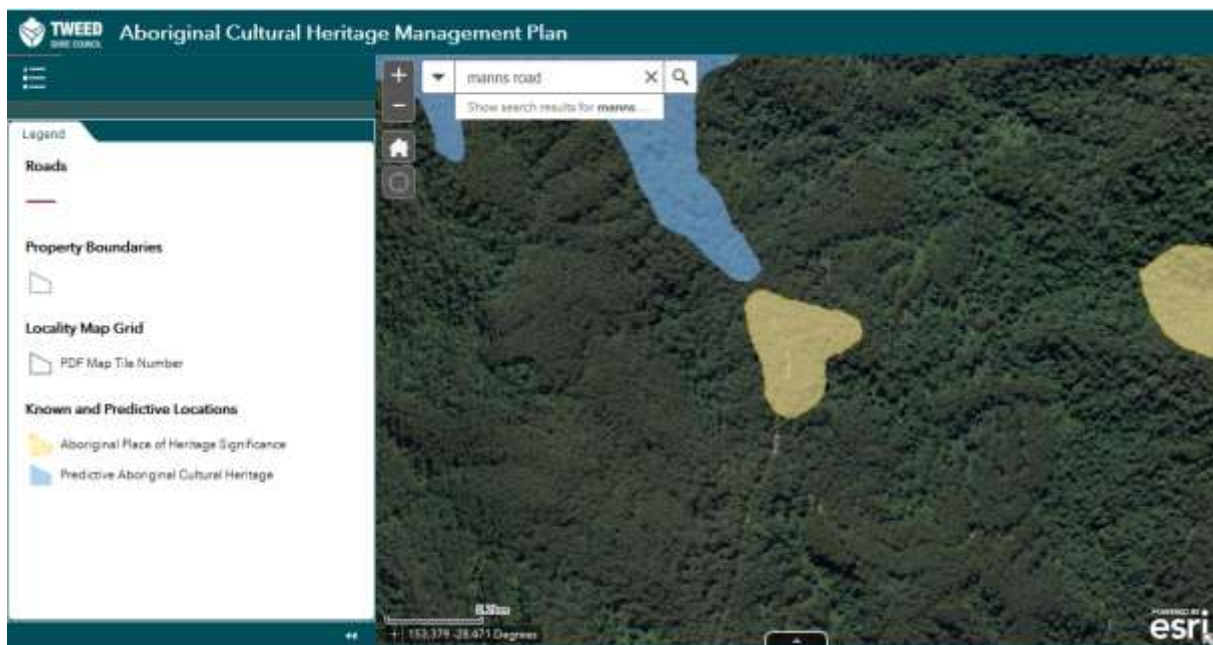 TWEED
SHIRE COUNCIL
Aboriginal Cultural Heritage Management Plan
manns road
Show search results for manns ...
Legend
Roads
Property Boundaries
Locality Map Grid
PDF Map Tile Number
Known and Predictive Locations
Aboriginal Place of Heritage Significance
Predictive Aboriginal Cultural Heritage
153.379 -28.471 Degrees
POWERED BY
esri